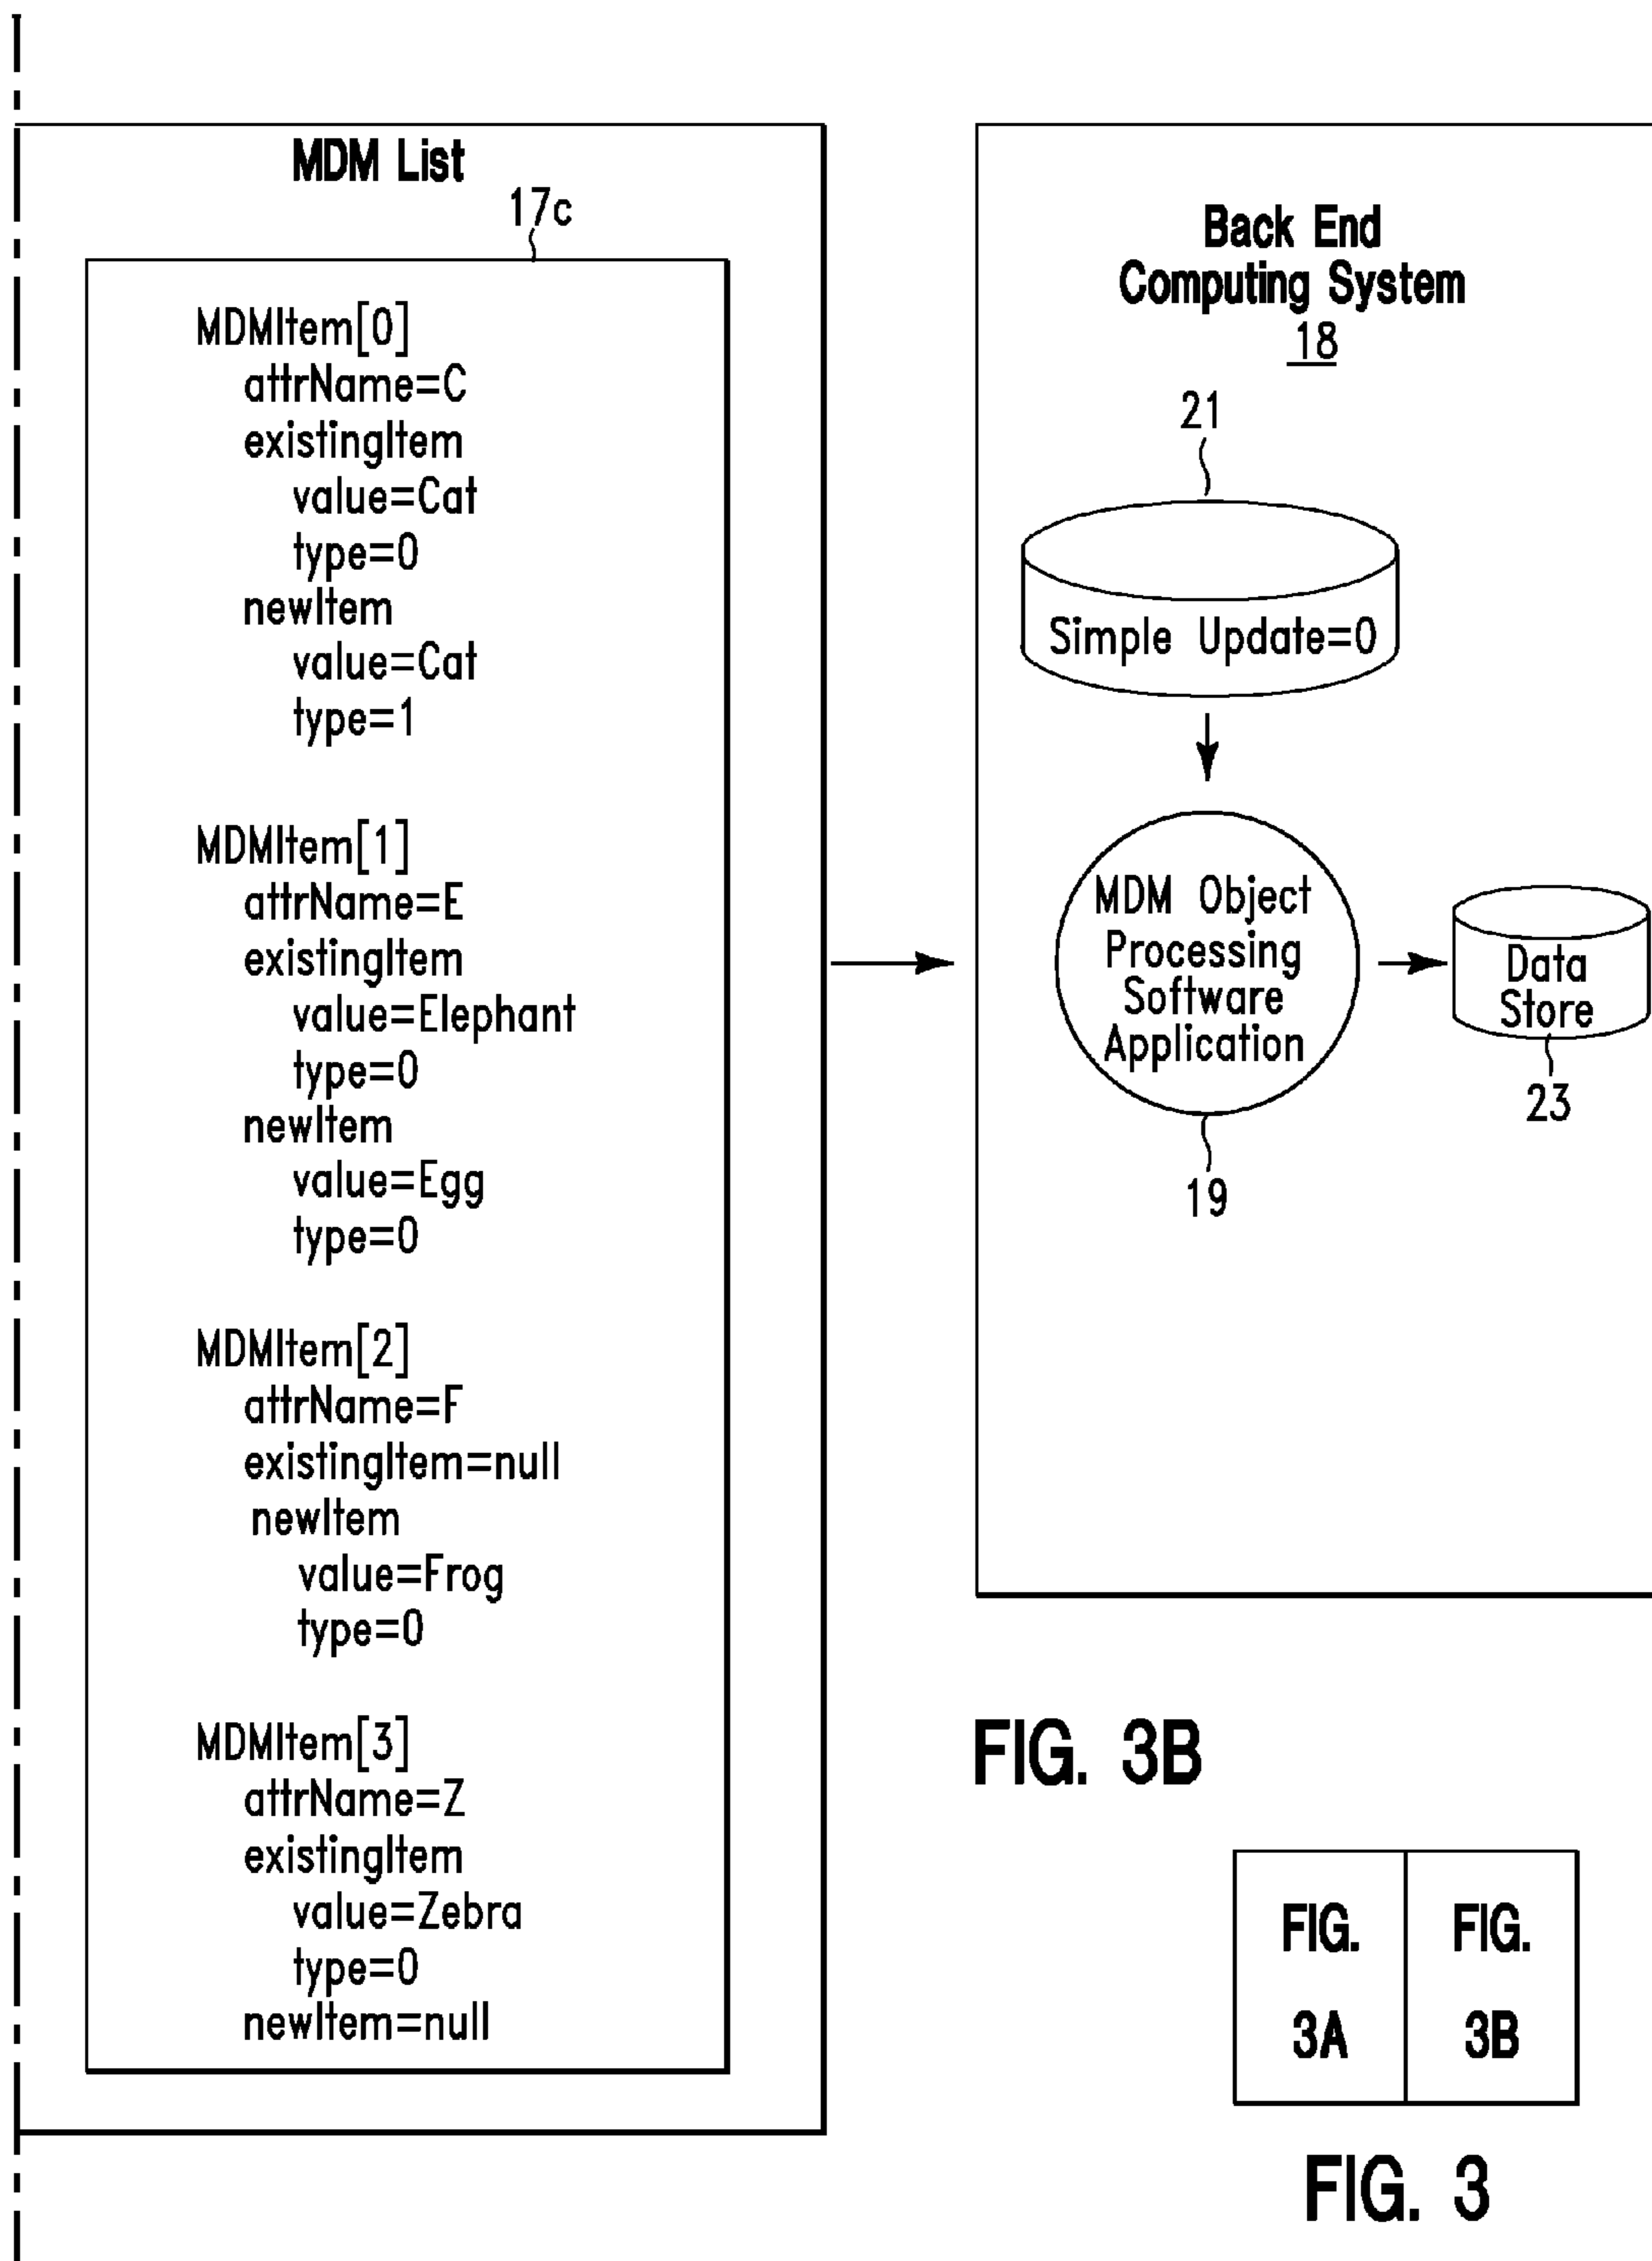 MDM List
17c
MDMItem[0]
attrName=C
existingItem
value=Cat
type=0
newItem
value=Cat
type=1
MDMItem[1]
attrName=E
existingItem
value=Elephant
type=0
newItem
value=Egg
type=0
MDMItem[2]
attrName=F
existingItem=null
newItem
value=Frog
type=0
MDMItem[3]
attrName=Z
existingItem
value=Zebra
type=0
newItem=null
Back End
Computing System
18
21
Simple Update=0
MDM Object
Processing
Software
Application
19
Data
Store
23
FIG. 3B
FIG.
3A
FIG.
3B
FIG. 3